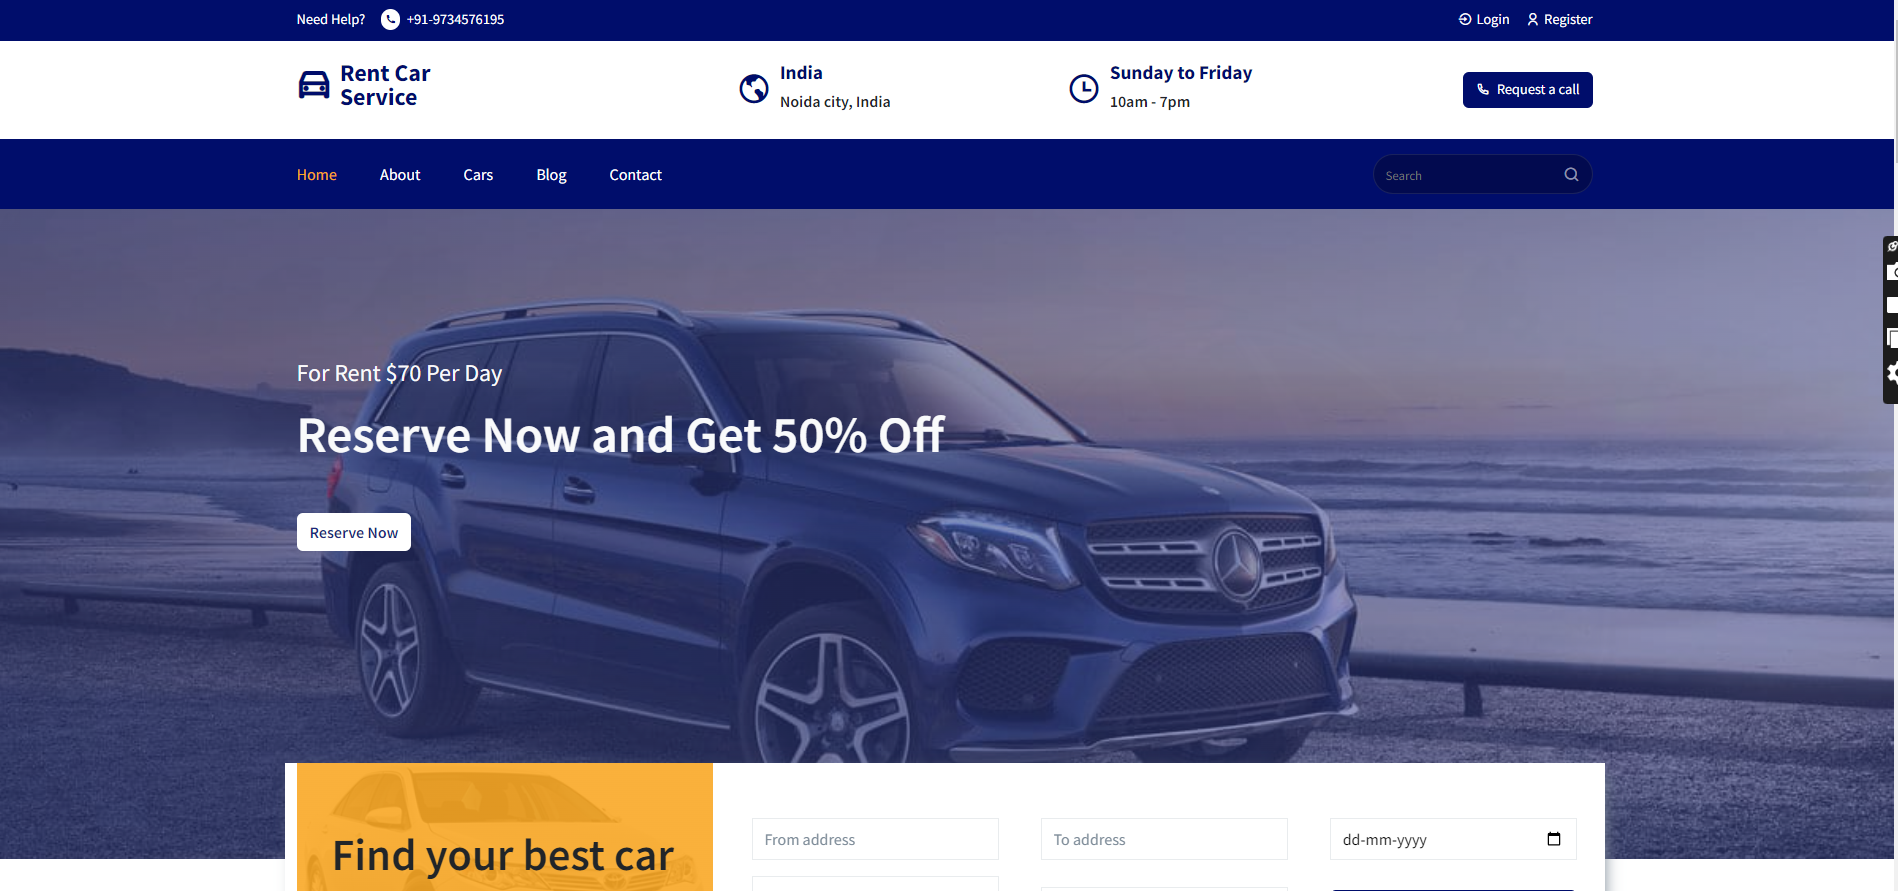 Need Help? +91-9734576195
Login Register
Rent Car
Service
India
Noida city, India
Sunday to Friday
10am - 7pm
Request a call
Home About Cars Blog Contact
Search
For Rent $70 Per Day
Reserve Now and Get 50% Off
Reserve Now
Find your best car
From address To address dd-mm-yyyy